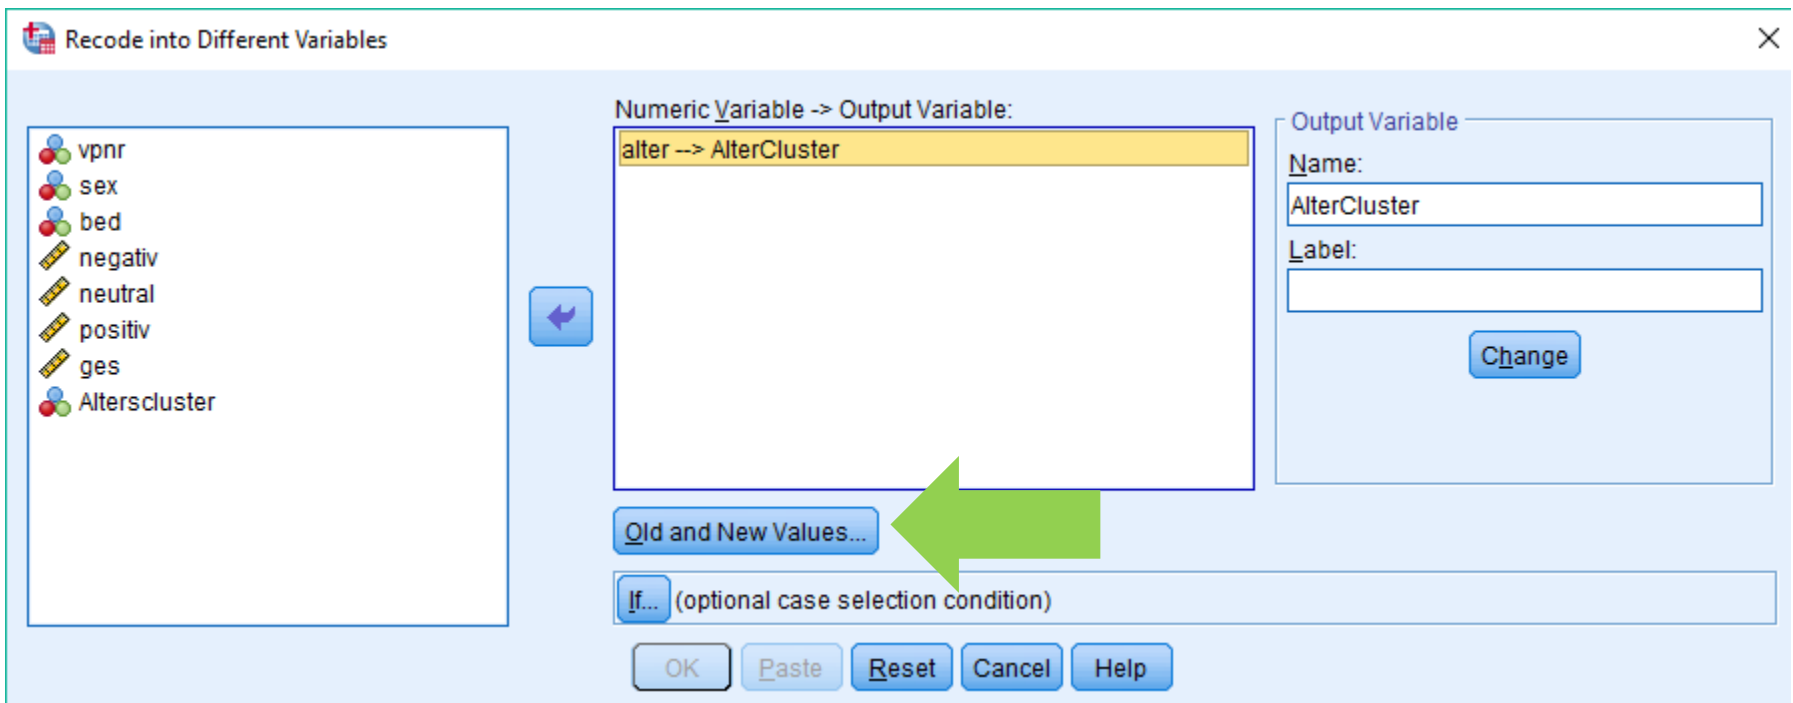 Recode into Different Variables
vpnr
sex
bed
negativ
neutral
positiv
ges
Alterscluster
Numeric Variable -> Output Variable:
alter --> AlterCluster
Old and New Values...
If... (optional case selection condition)
Output Variable
Name:
AlterCluster
Label:
Change
OK Paste Reset Cancel Help